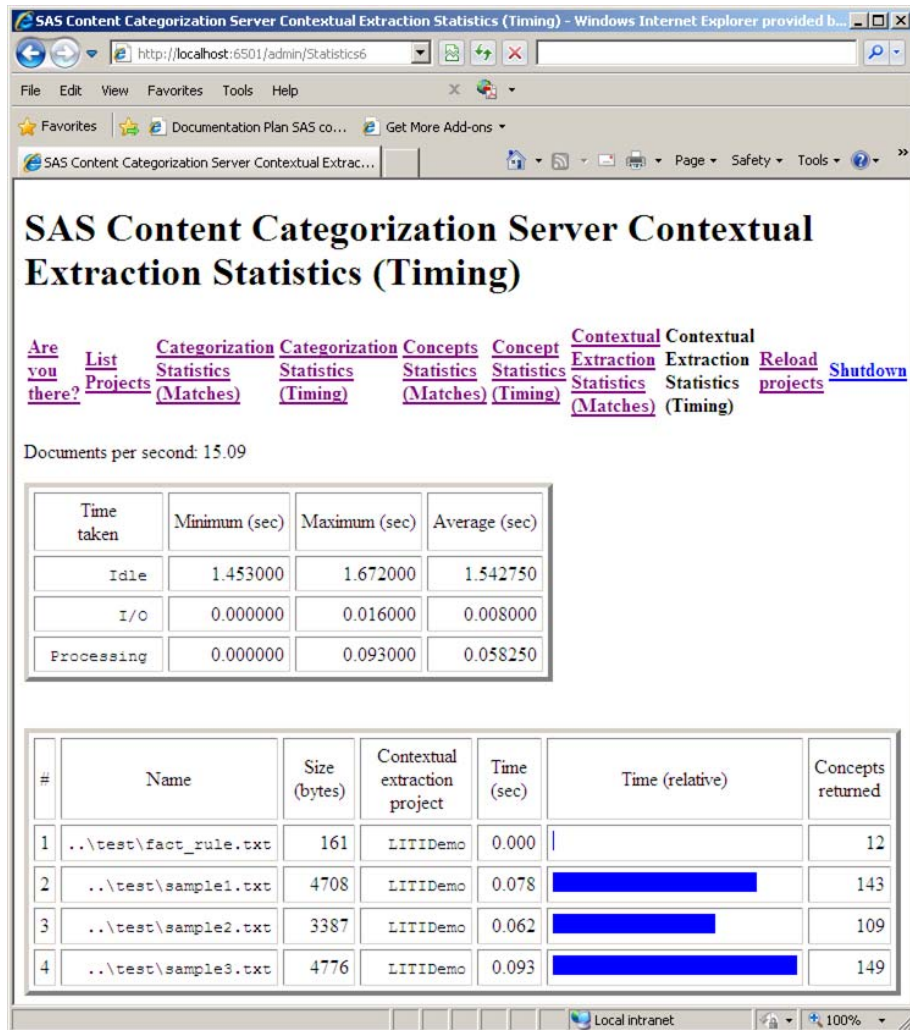 SAS Content Categorization Server Contextual Extraction Statistics (Timing) - Windows Internet Explorer provided b...
http://localhost:6501/admin/Statistics6
File Edit View Favorites Tools Help
Favorites Documentation Plan SAS co... Get More Add-ons
SAS Content Categorization Server Contextual Extrac... Page Safety Tools »
SAS Content Categorization Server Contextual
Extraction Statistics (Timing)
Are you there? List Projects Categorization Statistics (Matches) Categorization Statistics (Timing) Concepts Statistics (Matches) Concept Statistics (Timing) Contextual Extraction Statistics (Matches) Contextual Extraction Statistics (Timing) Reload projects Shutdown
Documents per second: 15.09
Time taken Minimum (sec) Maximum (sec) Average (sec)
Idle 1.453000 1.672000 1.542750
I/O 0.000000 0.016000 0.008000
Processing 0.000000 0.093000 0.058250
# Name Size (bytes) Contextual extraction project Time (sec) Time (relative) Concepts returned
1 ..\test\fact_rule.txt 161 LITIDemo 0.000 12
2 ..\test\sample1.txt 4708 LITIDemo 0.078 143
3 ..\test\sample2.txt 3387 LITIDemo 0.062 109
4 ..\test\sample3.txt 4776 LITIDemo 0.093 149
Local intranet 100%